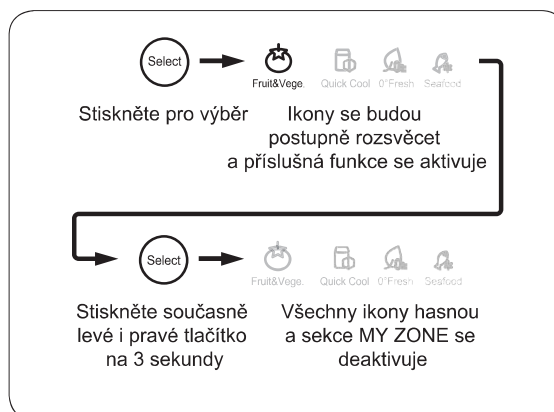 Select
Fruit&Vege. Quick Cool 0°Fresh Seafood
Stiskněte pro výběr
Ikony se budou
postupně rozsvěcet
a příslušná funkce se aktivuje
Select
Fruit&Vege. Quick Cool 0°Fresh Seafood
Stiskněte současně
levé i pravé tlačítko
na 3 sekundy
Všechny ikony hasnou
a sekce MY ZONE se
deaktivuje